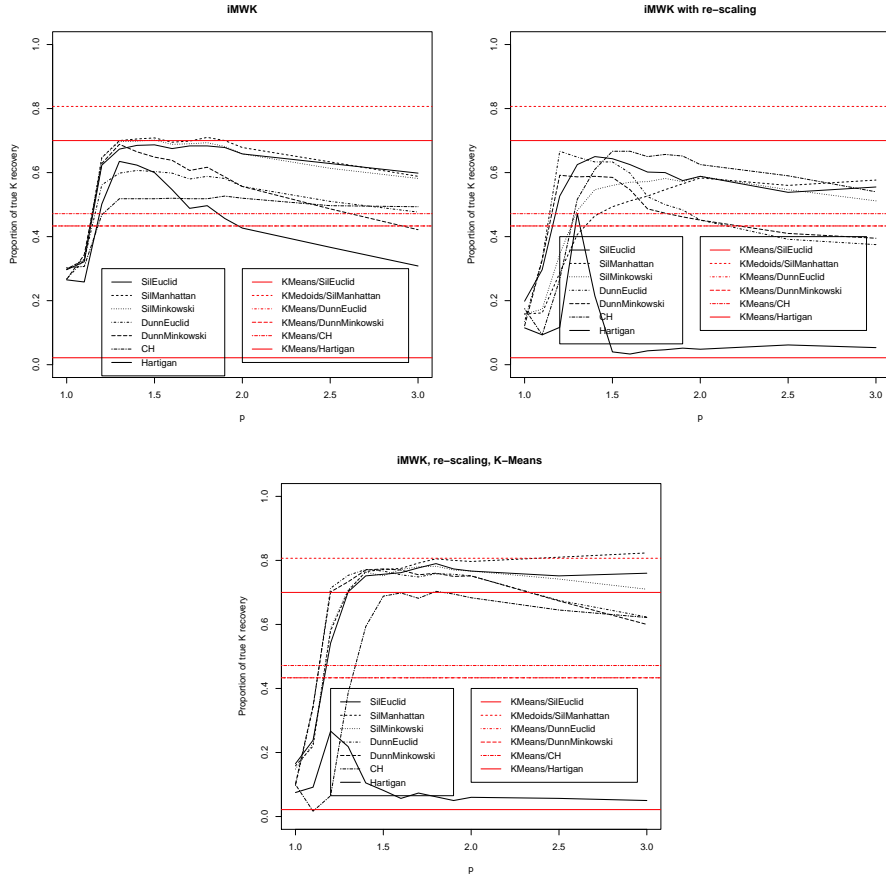 iMWK
Proportion of true K recovery
1.0
0.8
0.6
0.4
0.2
0.0
SilEuclid
SilManhattan
SilMinkowski
DunnEuclid
DunnMinkowski
CH
Hartigan
KMeans/SilEuclid
KMedoids/SilManhattan
KMeans/DunnEuclid
KMeans/DunnMinkowski
KMeans/CH
KMeans/Hartigan
1.0 1.5 2.0 2.5 3.0
p
iMWK with re-scaling
Proportion of true K recovery
1.0
0.8
0.6
0.4
0.2
0.0
SilEuclid
SilManhattan
SilMinkowski
DunnEuclid
DunnMinkowski
CH
Hartigan
KMeans/SilEuclid
KMedoids/SilManhattan
KMeans/DunnEuclid
KMeans/DunnMinkowski
KMeans/CH
KMeans/Hartigan
1.0 1.5 2.0 2.5 3.0
p
iMWK, re-scaling, K-Means
Proportion of true K recovery
1.0
0.8
0.6
0.4
0.2
0.0
SilEuclid
SilManhattan
SilMinkowski
DunnEuclid
DunnMinkowski
CH
Hartigan
KMeans/SilEuclid
KMedoids/SilManhattan
KMeans/DunnEuclid
KMeans/DunnMinkowski
KMeans/CH
KMeans/Hartigan
1.0 1.5 2.0 2.5 3.0
p